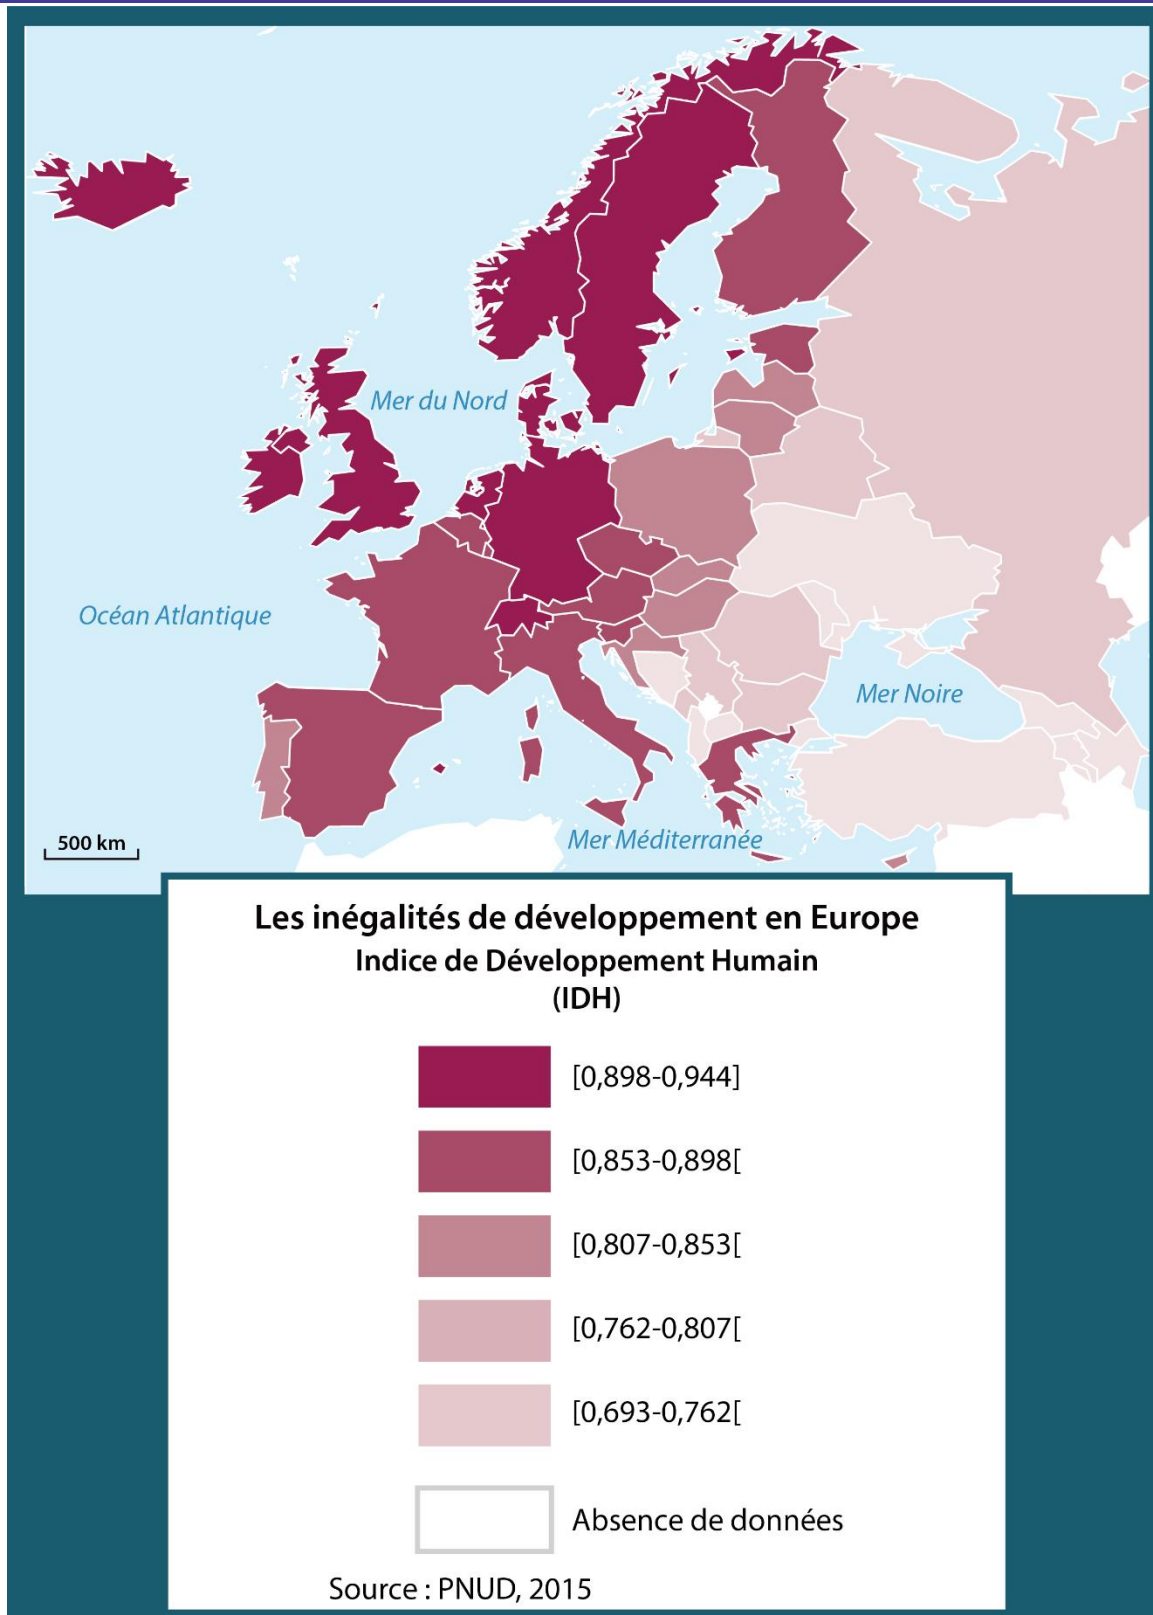 Mer du Nord
Océan Atlantique
Mer Noire
500 km
Mer Méditerranée
Les inégalités de développement en Europe
Indice de Développement Humain
(IDH)
[0,898-0,944]
[0,853-0,898[
[0,807-0,853[
[0,762-0,807[
[0,693-0,762[
Absence de données
Source : PNUD, 2015